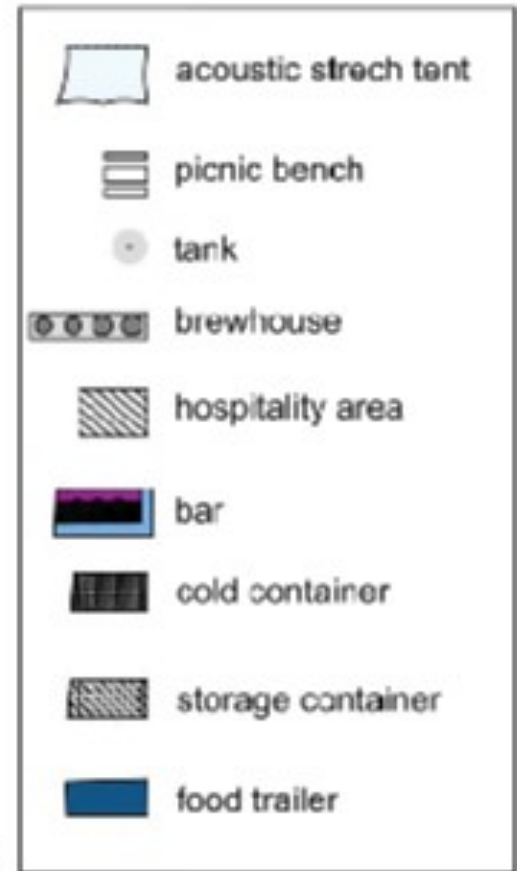 acoustic strech tent
picnic bench
tank
brewhouse
hospitality area
bar
cold container
storage container
food trailer